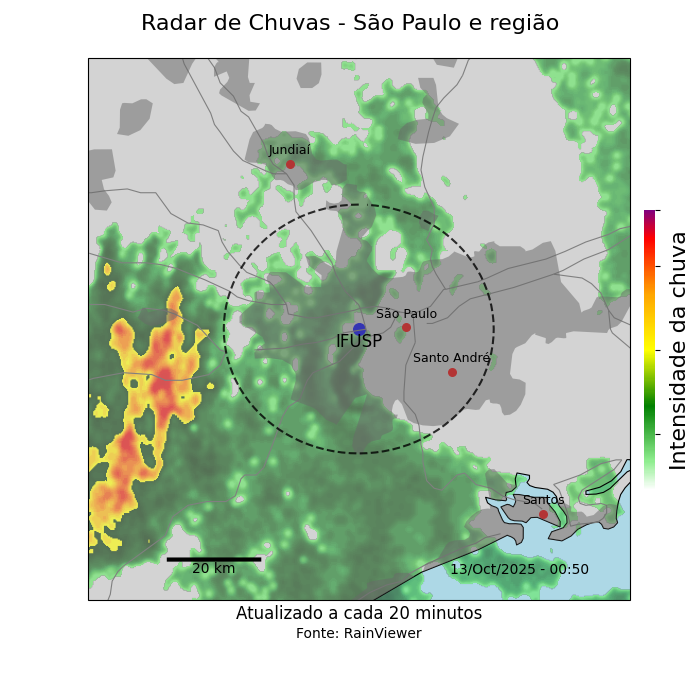 Radar de Chuvas - São Paulo e região
Jundiaí
São Paulo
IFUSP
Santo André
Santos
20 km
13/Oct/2025 - 00:50
Intensidade da chuva
Atualizado a cada 20 minutos
Fonte: RainViewer